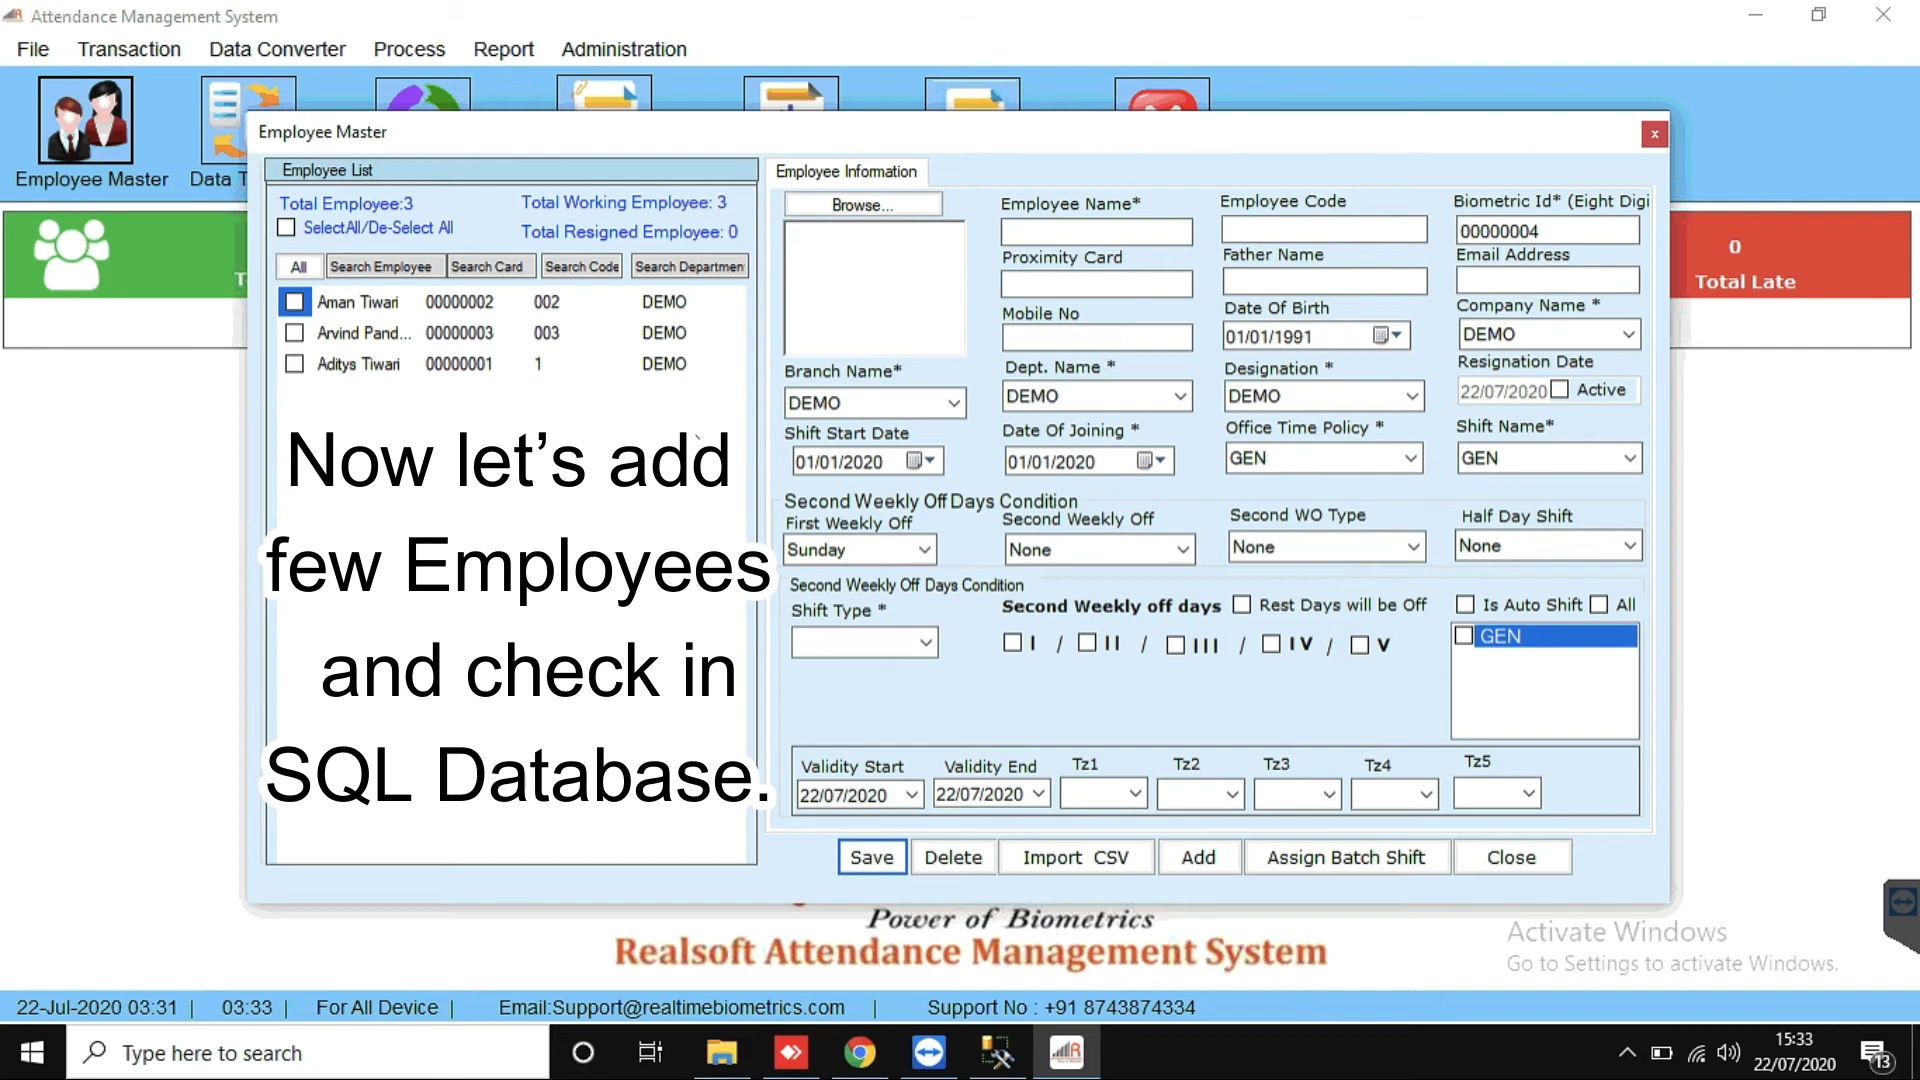 Attendance Management System
File Transaction Data Converter Process Report Administration
Employee Master
Employee Master
Employee List
Total Employee:3 Total Working Employee: 3
SelectAll/De-Select All Total Resigned Employee: 0
All Search Employee Search Card Search Code Search Departmen
Aman Tiwari 00000002 002 DEMO
Arvind Pand... 00000003 003 DEMO
Aditys Tiwari 00000001 1 DEMO
Now let’s add
few Employees
and check in
SQL Database.
Employee Information
Browse...
Employee Name* Employee Code Biometric Id* (Eight Digi
00000004
Proximity Card Father Name Email Address
Mobile No Date Of Birth Company Name *
01/01/1991 DEMO
Branch Name* Dept. Name * Designation * Resignation Date
DEMO DEMO DEMO 22/07/2020 Active
Shift Start Date Date Of Joining * Office Time Policy * Shift Name*
01/01/2020 01/01/2020 GEN GEN
Second Weekly Off Days Condition
First Weekly Off Second Weekly Off Second WO Type Half Day Shift
Sunday None None None
Second Weekly Off Days Condition
Shift Type * Second Weekly off days Rest Days will be Off Is Auto Shift All
I / II / III / IV / V
GEN
Validity Start Validity End Tz1 Tz2 Tz3 Tz4 Tz5
22/07/2020 22/07/2020
Save Delete Import CSV Add Assign Batch Shift Close
0
Total Late
Power of Biometrics
Realsoft Attendance Management System
Activate Windows
Go to Settings to activate Windows.
22-Jul-2020 03:31 | 03:33 | For All Device | Email:Support@realtimebiometrics.com | Support No : +91 8743874334
Type here to search
15:33
22/07/2020
13